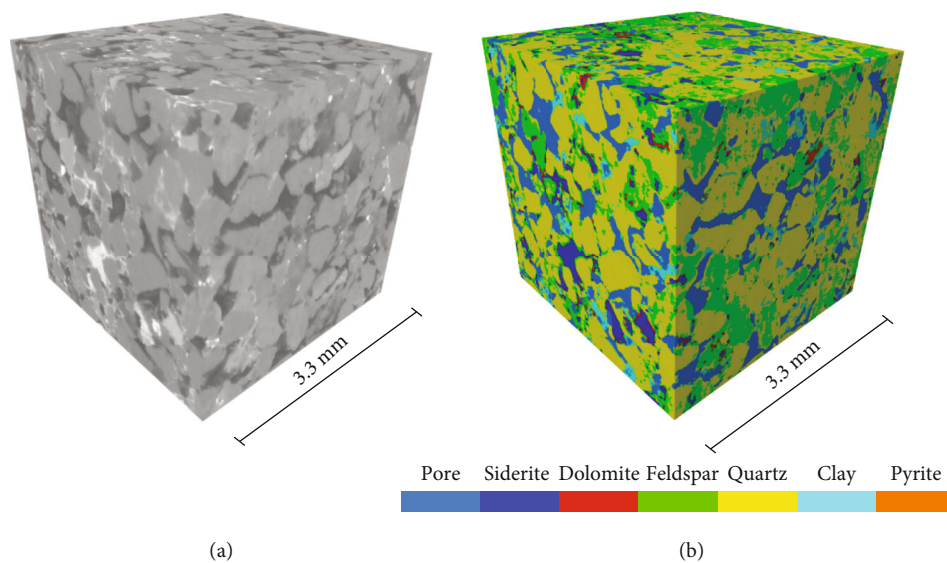 3.3 mm
3.3 mm
Pore Siderite Dolomite Feldspar Quartz Clay Pyrite
(a)
(b)